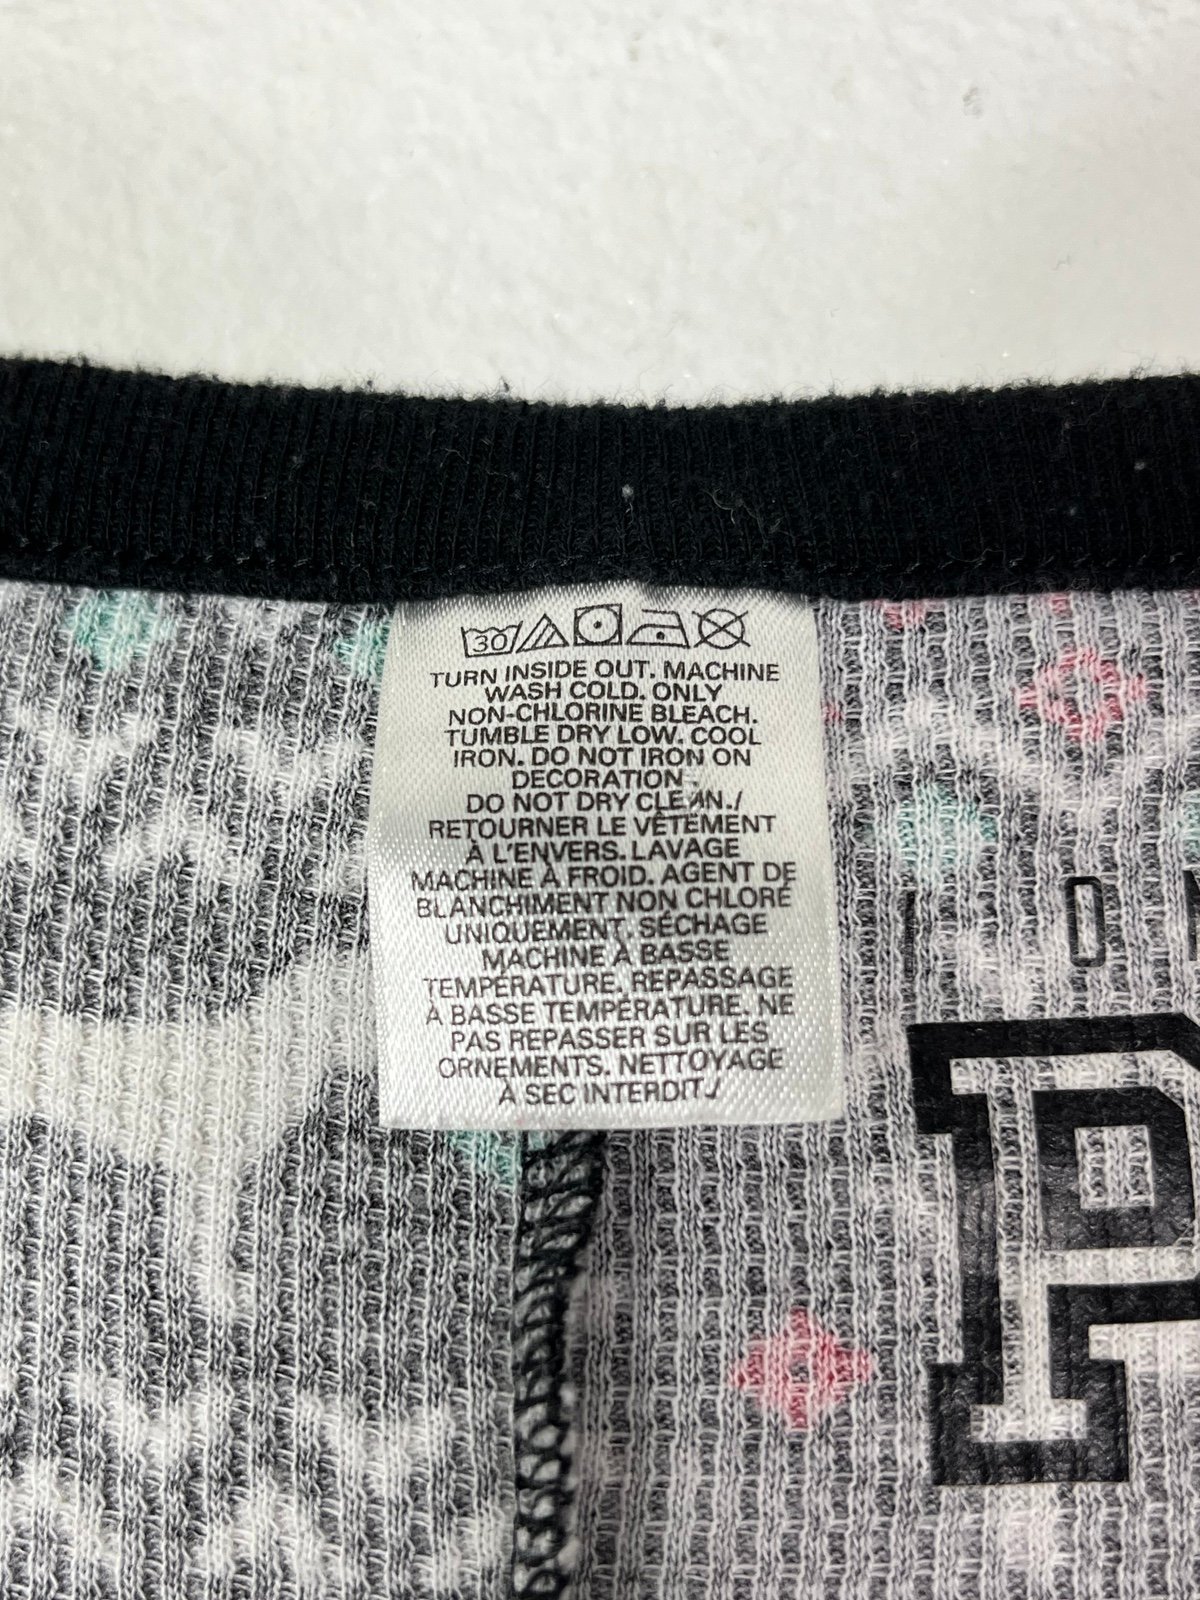 30
TURN INSIDE OUT. MACHINE
WASH COLD. ONLY
NON-CHLORINE BLEACH.
TUMBLE DRY LOW. COOL
IRON. DO NOT IRON ON
DECORATION.
DO NOT DRY CLEAN./
RETOURNER LE VÊTEMENT
À L'ENVERS. LAVAGE
MACHINE À FROID. AGENT DE
BLANCHIMENT NON CHLORÉ
UNIQUEMENT. SÉCHAGE
MACHINE À BASSE
TEMPÉRATURE. REPASSAGE
À BASSE TEMPÉRATURE. NE
PAS REPASSER SUR LES
ORNEMENTS. NETTOYAGE
À SEC INTERDIT./
P